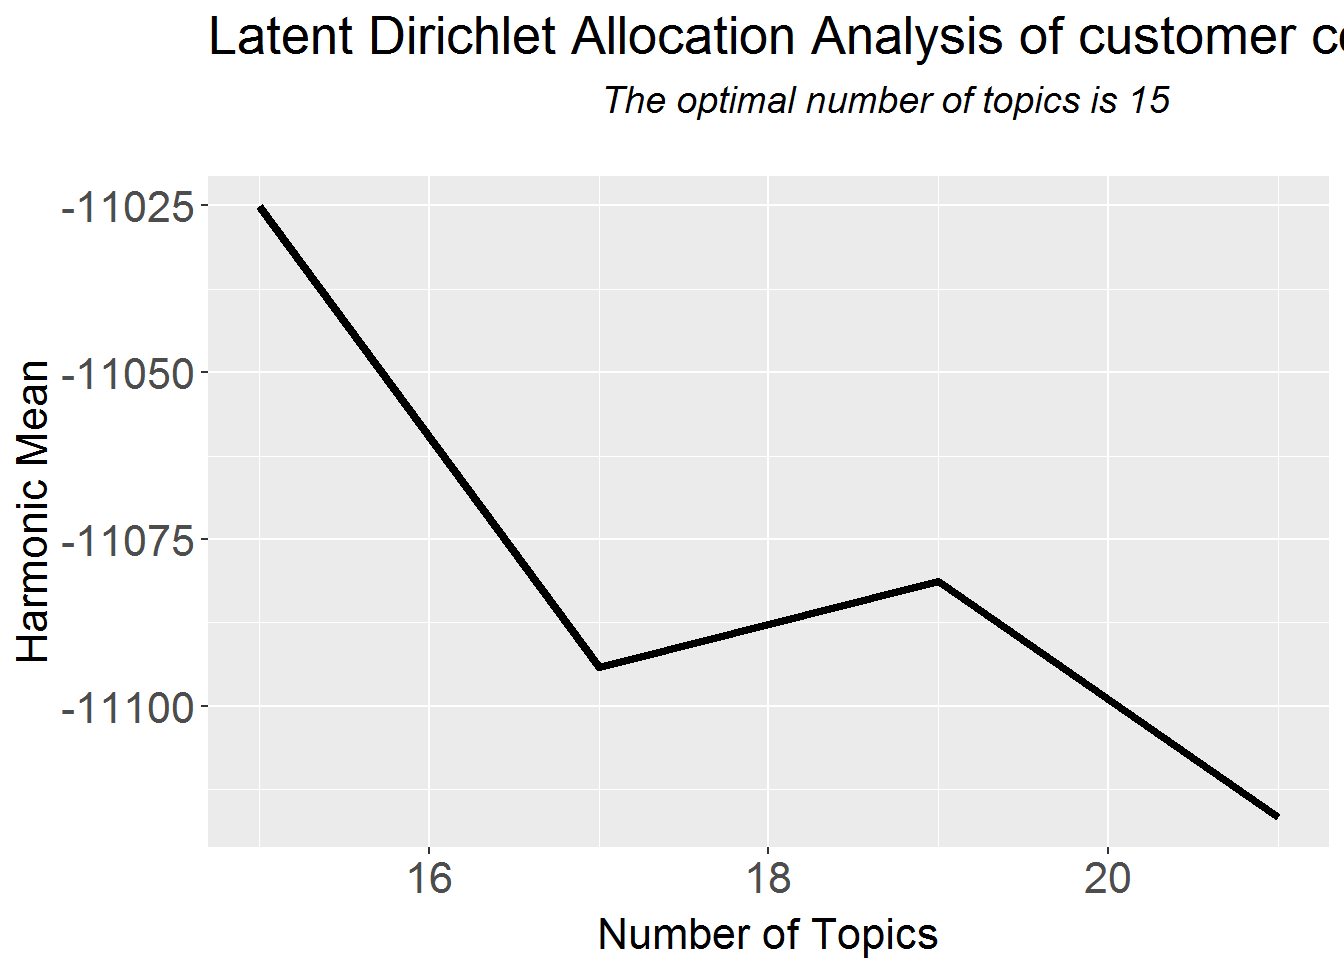 Latent Dirichlet Allocation Analysis of customer
The optimal number of topics is 15
-11025
-11050
-11075
-11100
Harmonic Mean
16 18 20
Number of Topics